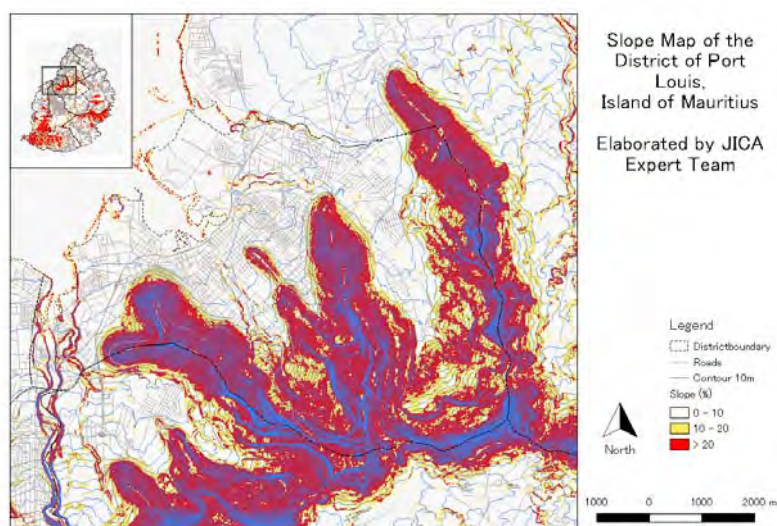 Slope Map of the
District of Port
Louis,
Island of Mauritius
Elaborated by JICA
Expert Team
Legend
Districtboundary
Roads
Contour 10m
Slope (%)
0 - 10
10 - 20
> 20
North
1000 0 1000 2000 m